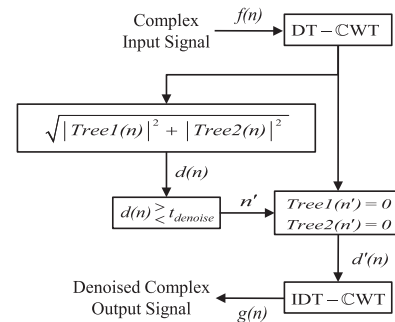 Complex
Input Signal
f(n)
DT – ℂWT
√|Tree1(n)|² + |Tree2(n)|²
d(n)
d(n) ≷ t_denoise
n'
Tree1(n') = 0
Tree2(n') = 0
d'(n)
Denoised Complex
Output Signal
g(n)
IDT – ℂWT